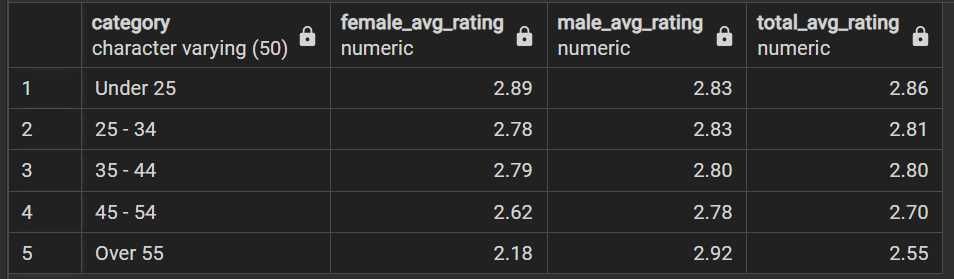 category female_avg_rating male_avg_rating total_avg_rating
character varying (50) numeric numeric numeric
1 Under 25 2.89 2.83 2.86
2 25 - 34 2.78 2.83 2.81
3 35 - 44 2.79 2.80 2.80
4 45 - 54 2.62 2.78 2.70
5 Over 55 2.18 2.92 2.55